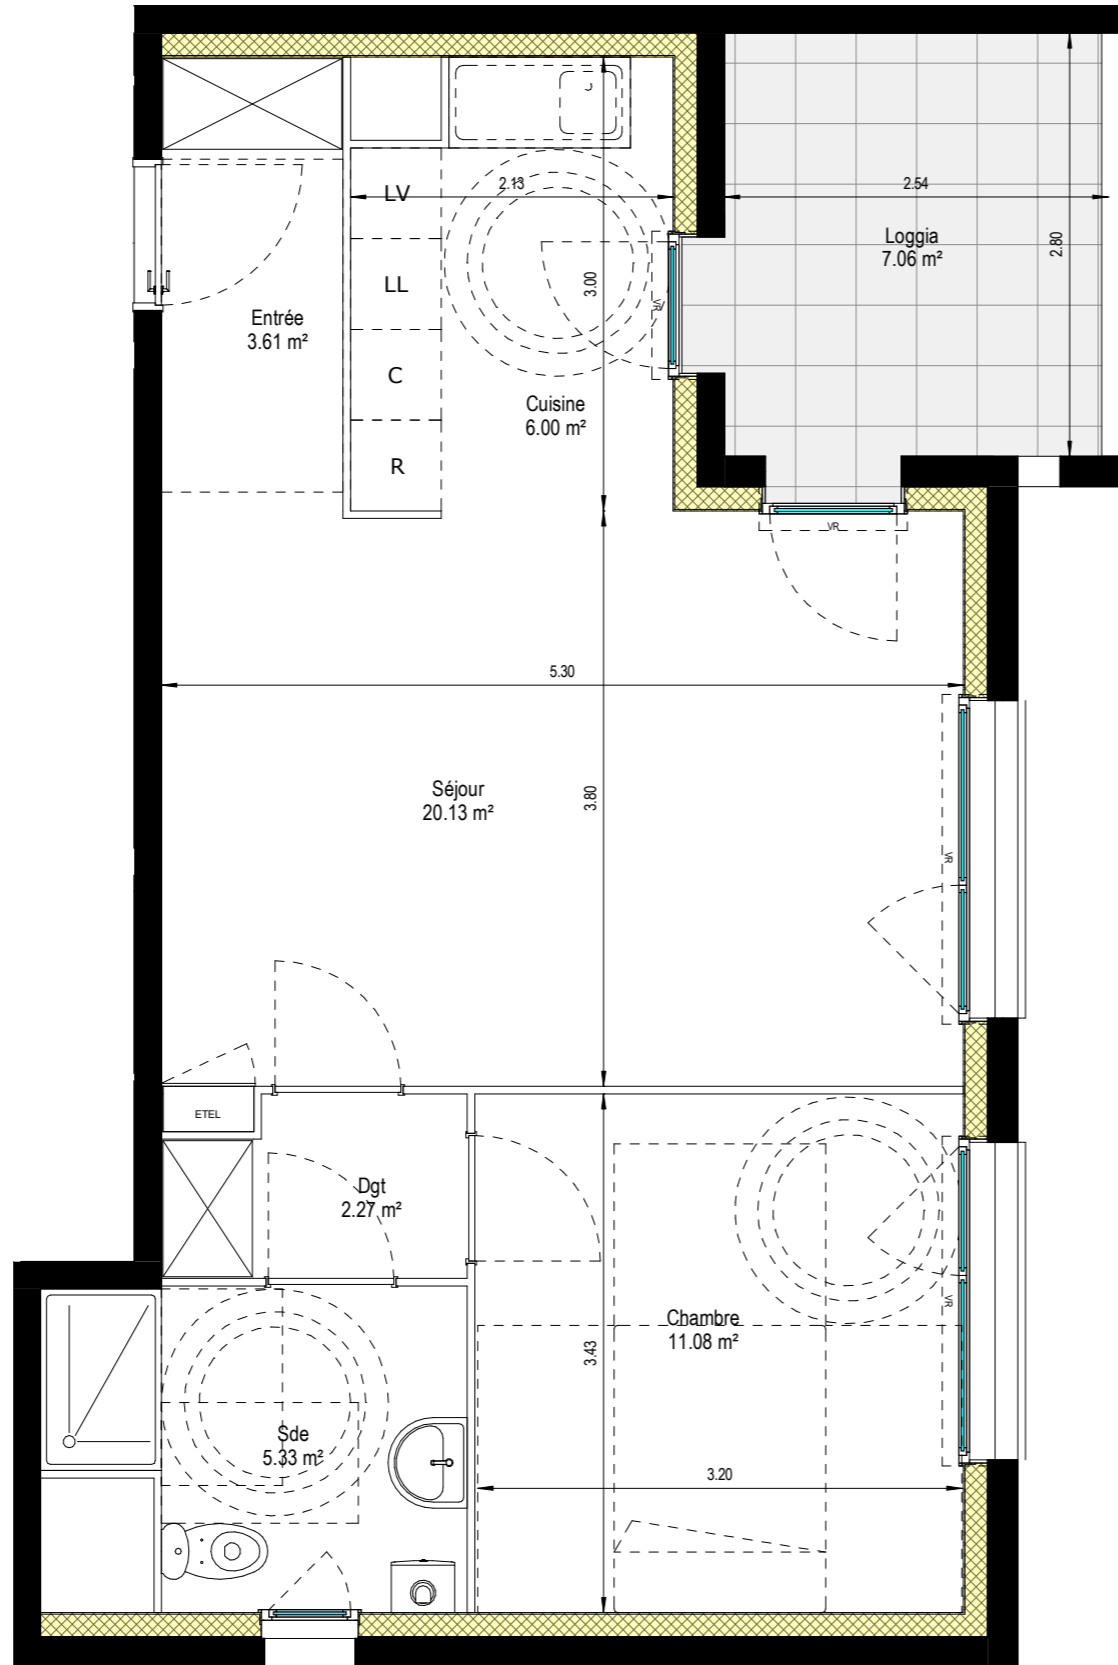 LV
2.13
2.54
Loggia
7.06 m²
2.80
LL
3.00
VR
Entrée
3.61 m²
C
Cuisine
6.00 m²
R
VR
5.30
Séjour
20.13 m²
3.80
VR
ETEL
Dgt
2.27 m²
VR
Chambre
11.08 m²
3.43
Sde
5.33 m²
3.20